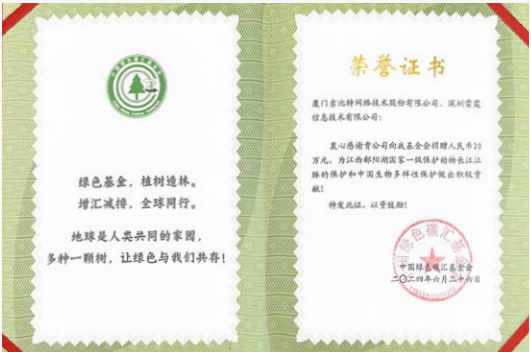 绿色基金，植树造林。
增汇减排，全球同行。
地球是人类共同的家园，
多种一颗树，让绿色与我们共存！
荣誉证书
厦门吉比特网络技术股份有限公司、深圳雷霆
信息技术有限公司：
衷心感谢贵公司向我基金会捐赠人民币20
万元，为江西鄱阳湖国家一级保护动物长江江
豚的保护和中国生物多样性保护做出积极贡
献！
特发此证，以资鼓励！
中国绿色碳汇基金会
二〇二四年六月二十六日